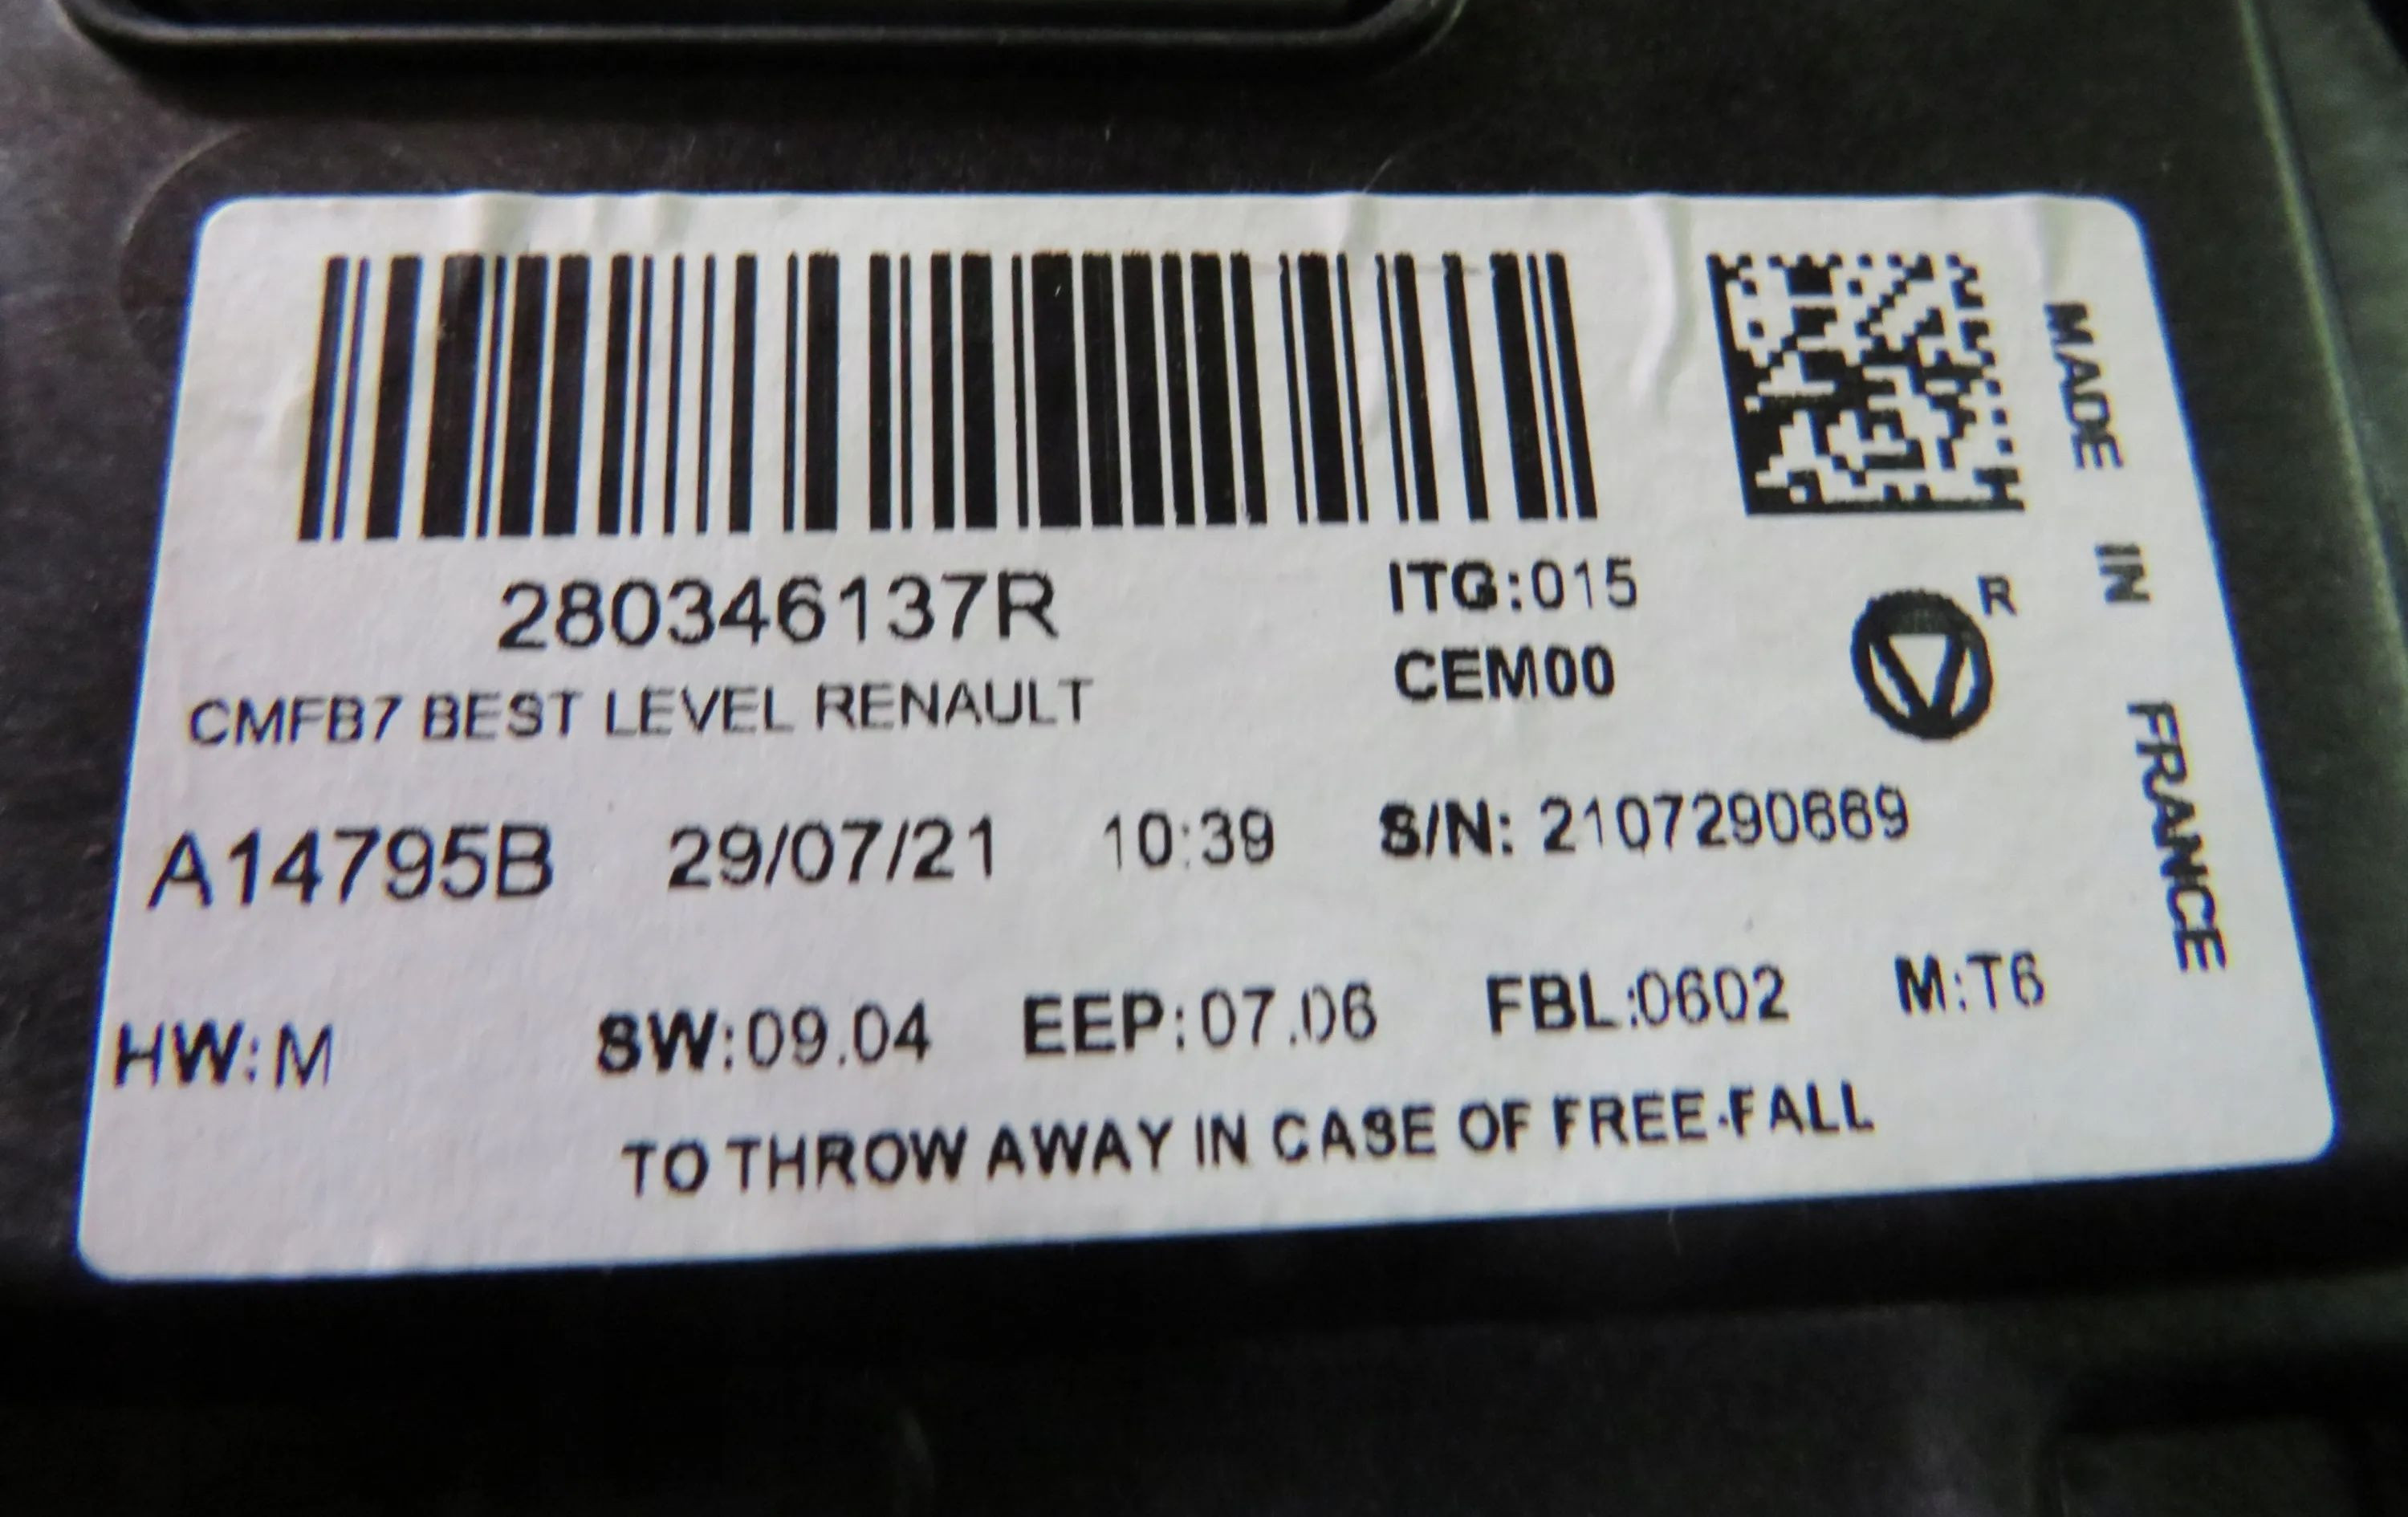 280346137R
ITG:015
CMFB7 BEST LEVEL RENAULT
CEM00
R
A14795B 29/07/21 10:39 S/N: 2107290669
HW:M SW:09.04 EEP:07.06 FBL:0602 M:T6
TO THROW AWAY IN CASE OF FREE-FALL
MADE IN FRANCE